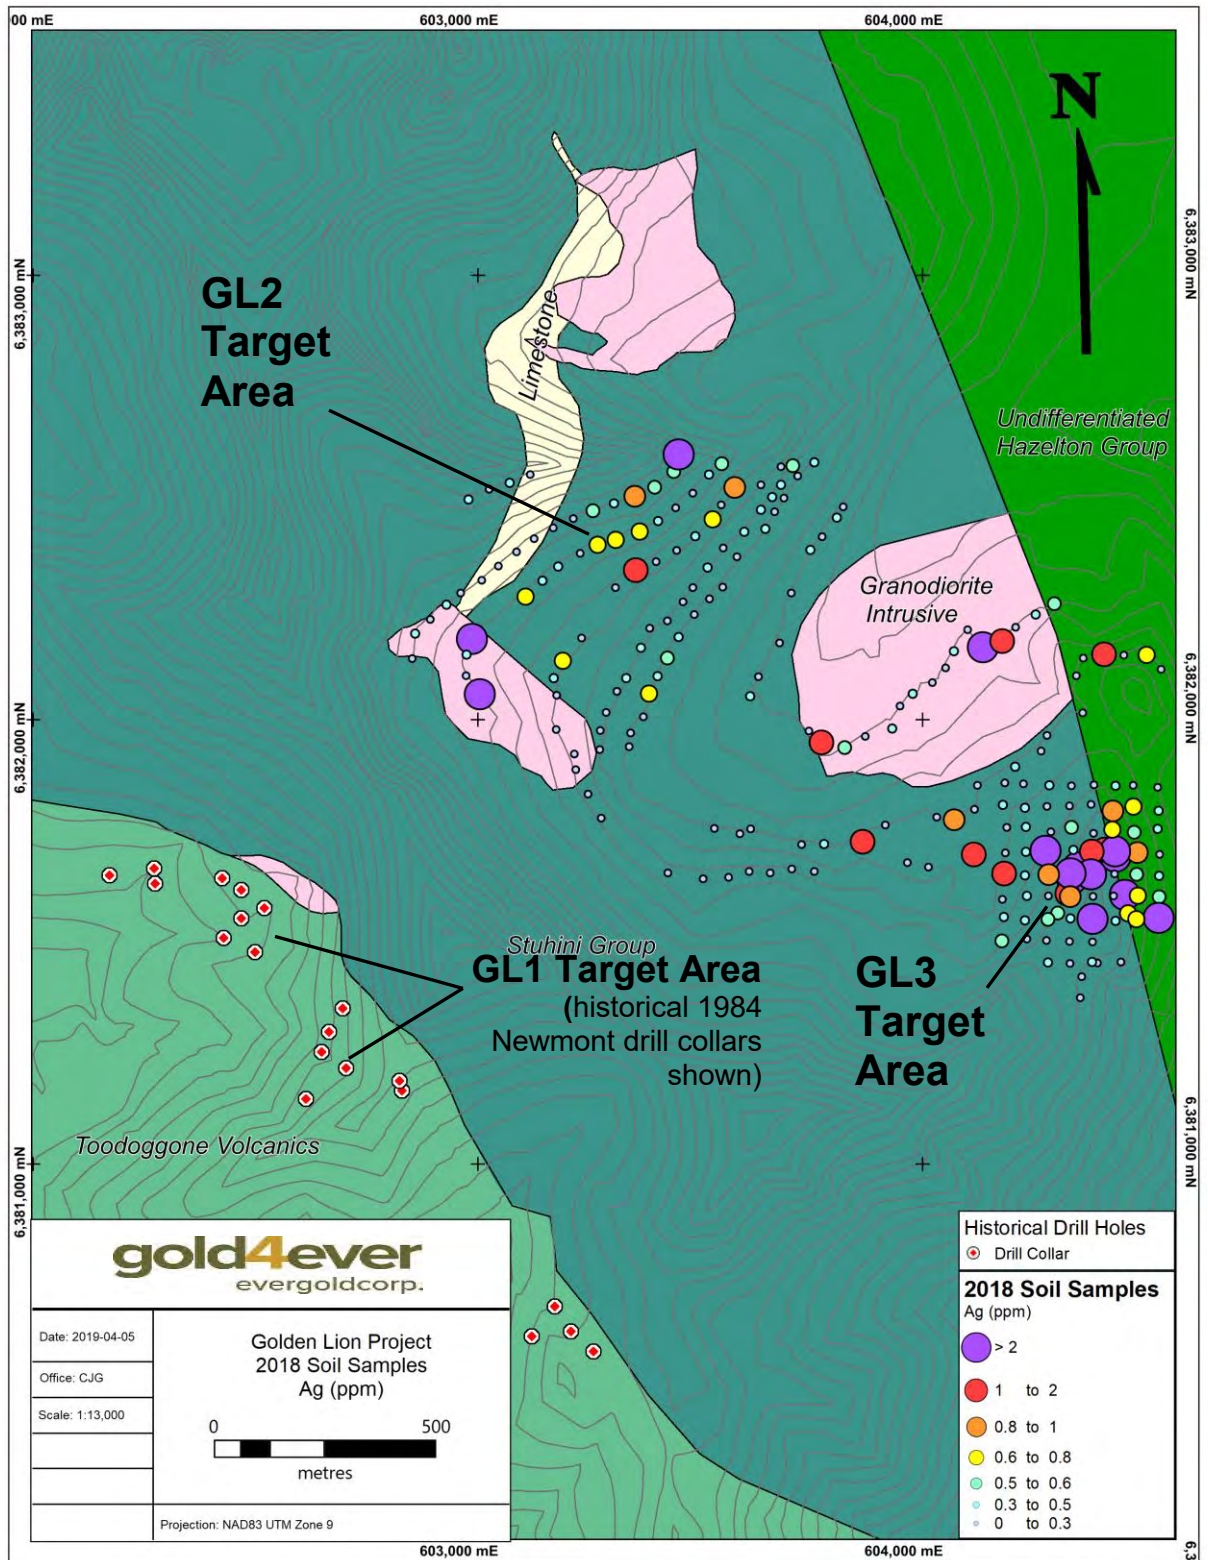 00 mE
603,000 mE
604,000 mE
N
6,383,000 mN
6,383,000 mN
GL2
Target
Area
Limestone
Undifferentiated
Hazelton Group
Granodiorite
Intrusive
6,382,000 mN
6,382,000 mN
Stuhini Group
GL1 Target Area
(historical 1984
Newmont drill collars
shown)
GL3
Target
Area
Toodoggone Volcanics
6,381,000 mN
6,381,000 mN
gold4ever
evergoldcorp.
Date: 2019-04-05
Office: CJG
Scale: 1:13,000
Golden Lion Project
2018 Soil Samples
Ag (ppm)
0 500
metres
Projection: NAD83 UTM Zone 9
Historical Drill Holes
Drill Collar
2018 Soil Samples
Ag (ppm)
> 2
1 to 2
0.8 to 1
0.6 to 0.8
0.5 to 0.6
0.3 to 0.5
0 to 0.3
603,000 mE
604,000 mE
6,3